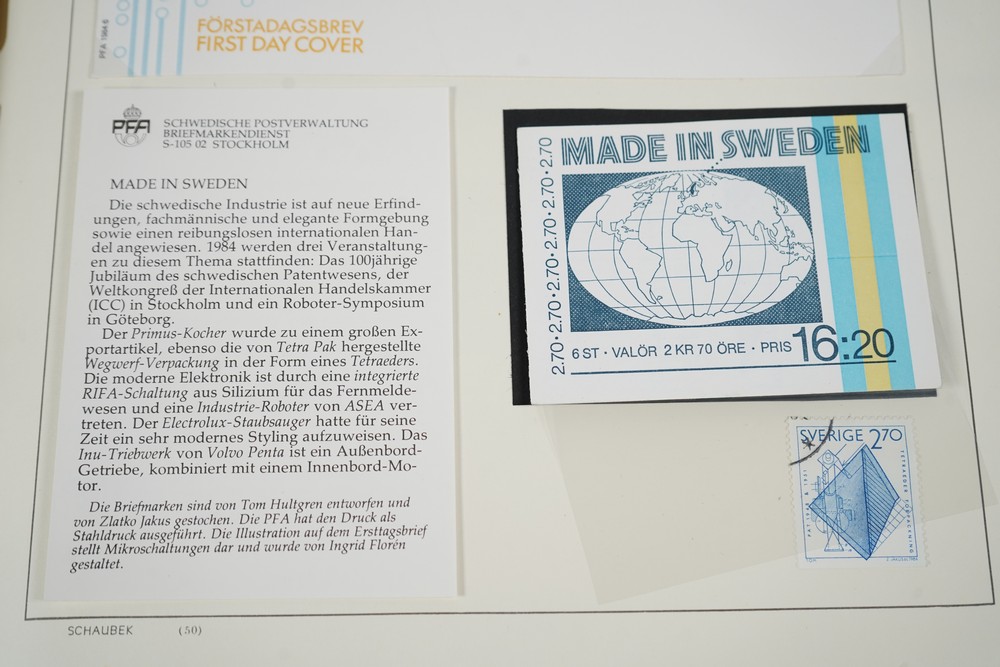 PFA 1984:5
FÖRSTADAGSBREV
FIRST DAY COVER
PFA
SCHWEDISCHE POSTVERWALTUNG
BRIEFMARKENDIENST
S-105 02 STOCKHOLM
MADE IN SWEDEN
Die schwedische Industrie ist auf neue Erfind-
ungen, fachmännische und elegante Formgebung
sowie einen reibungslosen internationalen Han-
del angewiesen. 1984 werden drei Veranstaltung-
en zu diesem Thema stattfinden: Das 100jährige
Jubiläum des schwedischen Patentwesens, der
Weltkongreß der Internationalen Handelskammer
(ICC) in Stockholm und ein Roboter-Symposium
in Göteborg.
Der Primus-Kocher wurde zu einem großen Ex-
portartikel, ebenso die von Tetra Pak hergestellte
Wegwerf-Verpackung in der Form eines Tetraeders.
Die moderne Elektronik ist durch eine integrierte
RIFA-Schaltung aus Silizium für das Fernmelde-
wesen und eine Industrie-Roboter von ASEA ver-
treten. Der Electrolux-Staubsauger hatte für seine
Zeit ein sehr modernes Styling aufzuweisen. Das
Inu-Triebwerk von Volvo Penta ist ein Außenbord-
Getriebe, kombiniert mit einem Innenbord-Mo-
tor.
Die Briefmarken sind von Tom Hultgren entworfen und
von Zlatko Jakus gestochen. Die PFA hat den Druck als
Stahldruck ausgeführt. Die Illustration auf dem Ersttagsbrief
stellt Mikroschaltungen dar und wurde von Ingrid Florén
gestaltet.
2.70·2.70·2.70·2.70·2.70·2.70
MADE IN SWEDEN
6 ST · VALÖR 2 KR 70 ÖRE · PRIS 16:20
SVERIGE 270
TETRAEDER FÖRPACKNING
SCHAUBEK (50)